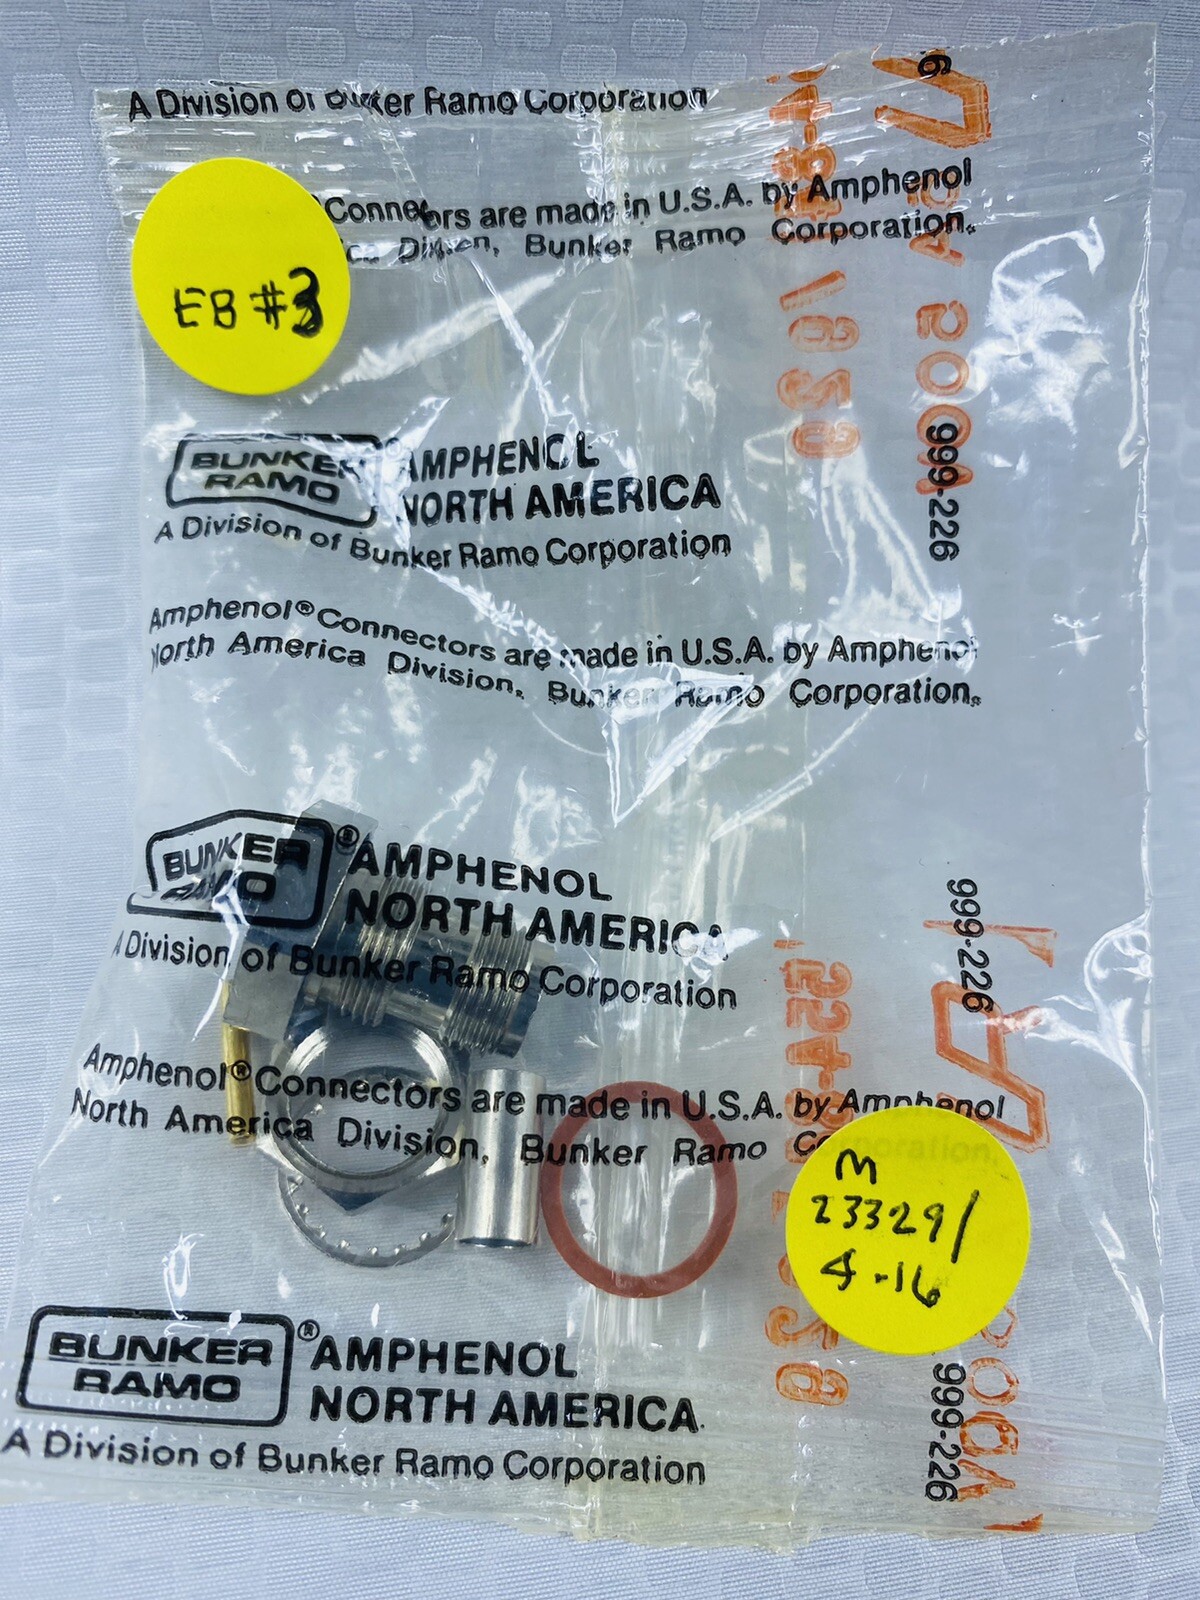 A Division of Bunker Ramo Corporation
Connectors are made in U.S.A. by Amphenol
Division, Bunker Ramo Corporation.
EB #3
BUNKER
RAMO
® AMPHENOL
NORTH AMERICA
A Division of Bunker Ramo Corporation
999-226
Amphenol® Connectors are made in U.S.A. by Amphenol
North America Division, Bunker Ramo Corporation.
BUNKER
RAMO
® AMPHENOL
NORTH AMERICA
A Division of Bunker Ramo Corporation
999-226
Amphenol® Connectors are made in U.S.A. by Amphenol
North America Division, Bunker Ramo Corporation.
M
23329/
4-16
BUNKER
RAMO
® AMPHENOL
NORTH AMERICA
A Division of Bunker Ramo Corporation
999-226